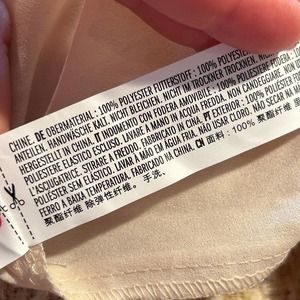 CHINE. DE OBERMATERIAL: 100% POLYESTER FUTTERSTOFF: 100% POLYESTER
ANTEILEN. HANDWÄSCHE KALT. NICHT BLEICHEN. NICHT IM TROCKNER TROCKNEN.
HERGESTELLT IN CHINA. IT INDUMENTO CON FODERA AMOVIBILE: 100%
POLIESTERE ELASTICO ESCLUSO. LAVARE A MANO IN ACQUA FREDDA. NON CANDEGGIARE.
L'ASCIUGATRICE. STIRARE A FREDDO. FABBRICATO IN CINA. PT EXTERIOR: 100%
POLIÉSTER SEM ELÁSTICO. LAVAR À MÃO EM ÁGUA FRIA. NÃO USAR CLORO. NÃO SECAR NA
FERRO A BAIXA TEMPERATURA. FABRICADO NA CHINA. CN 面料: 100% 聚酯纤维
聚酯纤维 除弹性纤维. 手洗.